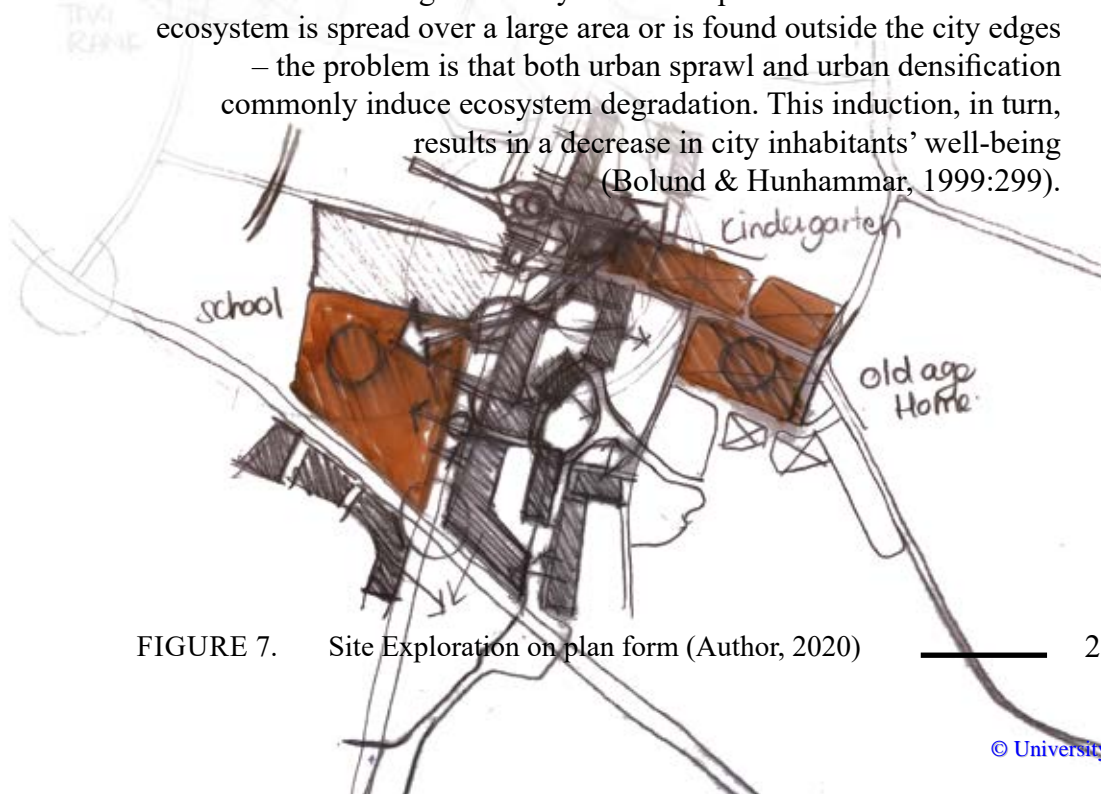 ecosystem is spread over a large area or is found outside the city edges
– the problem is that both urban sprawl and urban densification
commonly induce ecosystem degradation. This induction, in turn,
results in a decrease in city inhabitants’ well-being
(Bolund & Hunhammar, 1999:299).
RANK
kindergarten
school
old age
Home
FIGURE 7. Site Exploration on plan form (Author, 2020)
2
© University